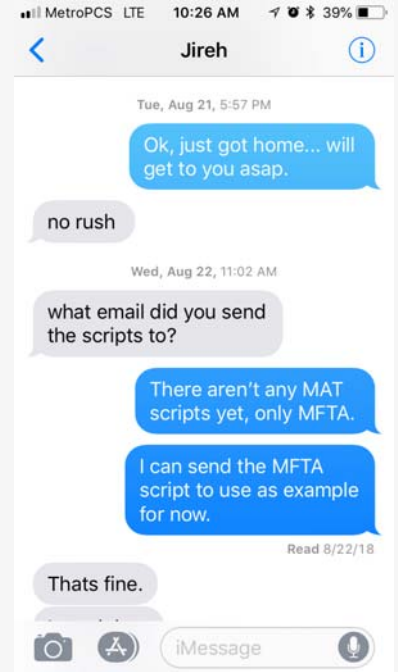 MetroPCS LTE 10:26 AM 39%
Jireh
Tue, Aug 21, 5:57 PM
Ok, just got home... will
get to you asap.
no rush
Wed, Aug 22, 11:02 AM
what email did you send
the scripts to?
There aren't any MAT
scripts yet, only MFTA.
I can send the MFTA
script to use as example
for now.
Read 8/22/18
Thats fine.
iMessage